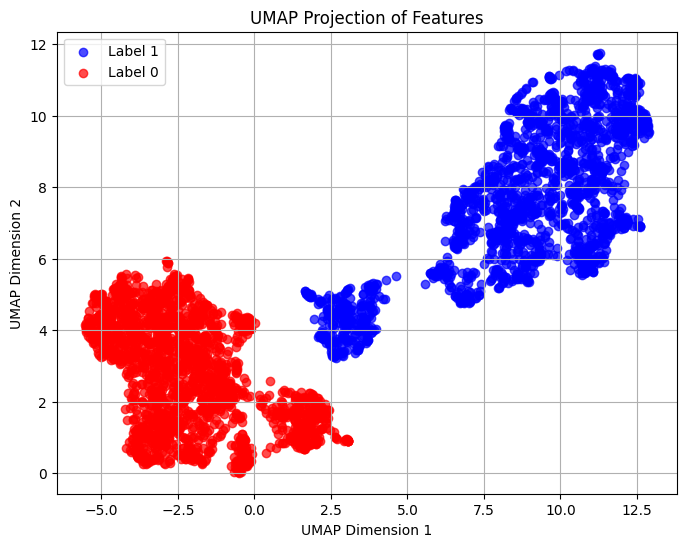 UMAP Projection of Features
Label 1
Label 0
UMAP Dimension 2
12
10
8
6
4
2
0
−5.0 −2.5 0.0 2.5 5.0 7.5 10.0 12.5
UMAP Dimension 1